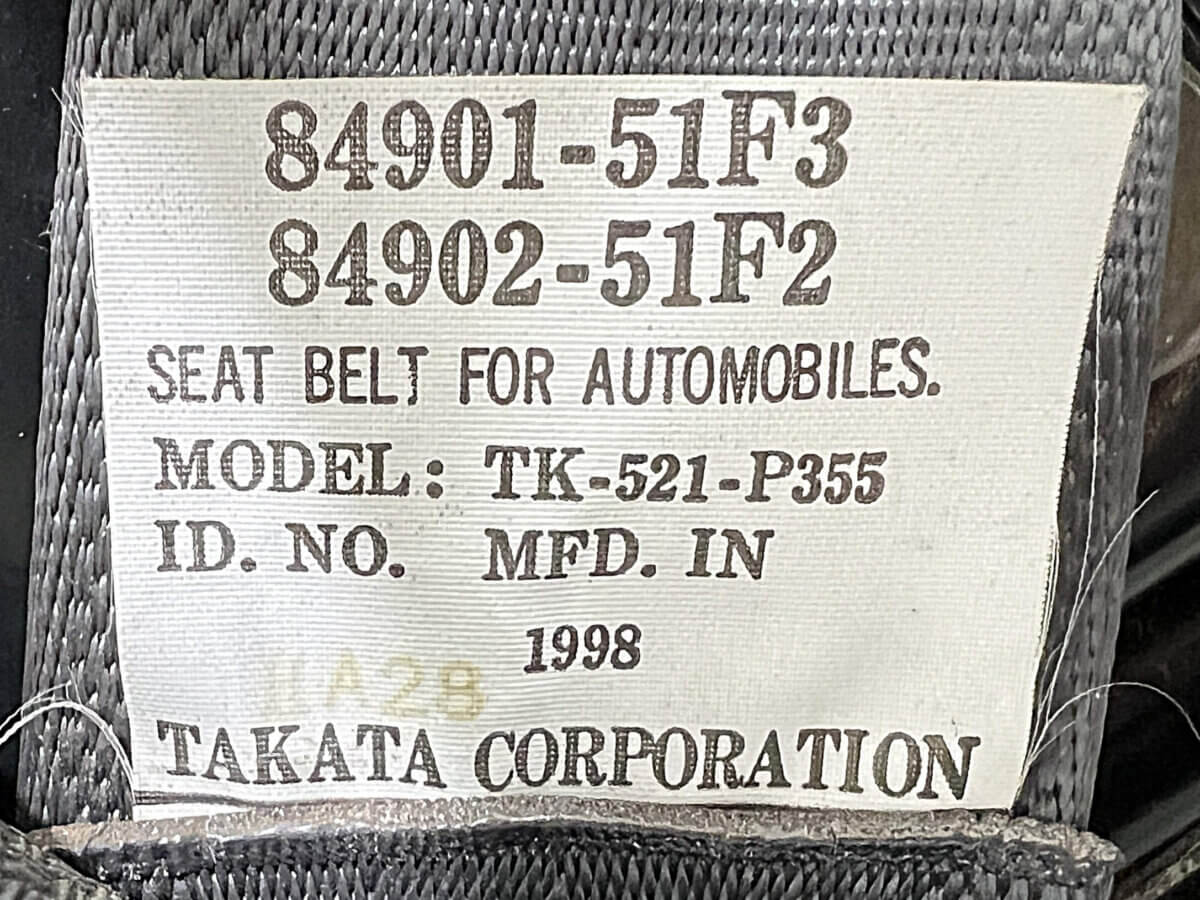 84901-51F3
84902-51F2
SEAT BELT FOR AUTOMOBILES.
MODEL: TK-521-P355
ID. NO. MFD. IN
1998
TAKATA CORPORATION